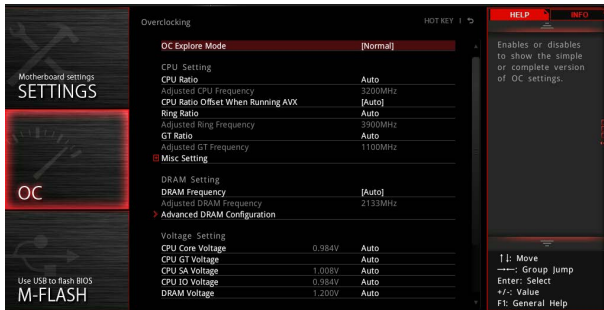 Overclocking
HOT KEY
HELP
INFO
OC Explore Mode [Normal]
CPU Setting
CPU Ratio Auto
Adjusted CPU Frequency 3200MHz
CPU Ratio Offset When Running AVX [Auto]
Ring Ratio Auto
Adjusted Ring Frequency 3900MHz
GT Ratio Auto
Adjusted GT Frequency 1100MHz
Misc Setting
DRAM Setting
DRAM Frequency [Auto]
Adjusted DRAM Frequency 2133MHz
Advanced DRAM Configuration
Voltage Setting
CPU Core Voltage 0.984V Auto
CPU GT Voltage Auto
CPU SA Voltage 1.008V Auto
CPU IO Voltage 0.984V Auto
DRAM Voltage 1.200V Auto
Motherboard settings
SETTINGS
OC
Use USB to flash BIOS
M-FLASH
Enables or disables
to show the simple
or complete version
of OC settings.
↑↓: Move
→←: Group Jump
Enter: Select
+/-: Value
F1: General Help